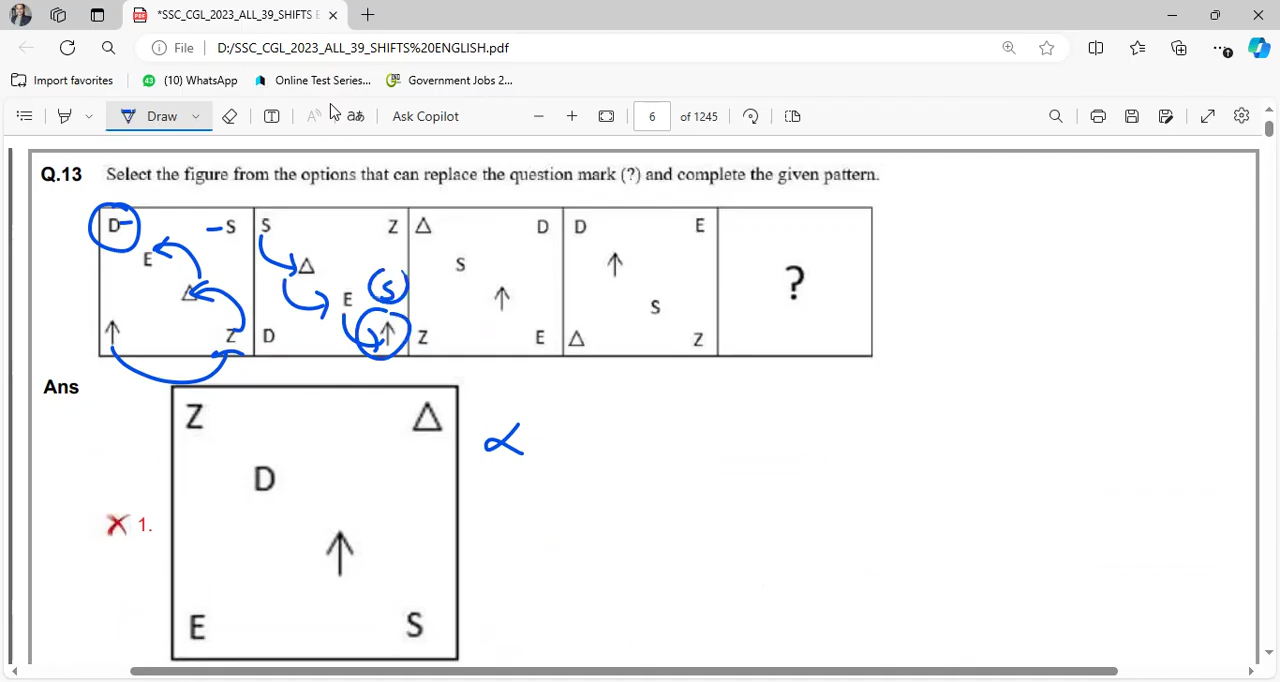 *SSC_CGL_2023_ALL_39_SHIFTS E
File D:/SSC_CGL_2023_ALL_39_SHIFTS%20ENGLISH.pdf
Import favorites (10) WhatsApp Online Test Series... Government Jobs 2...
Draw aあ Ask Copilot 6 of 1245
Q.13 Select the figure from the options that can replace the question mark (?) and complete the given pattern.
D S S Z △ D D E
E △ S ↑ ?
△ E S ↑ S
↑ Z D ↑ Z E △ Z
Ans
Z △
D
X 1.
↑
E S